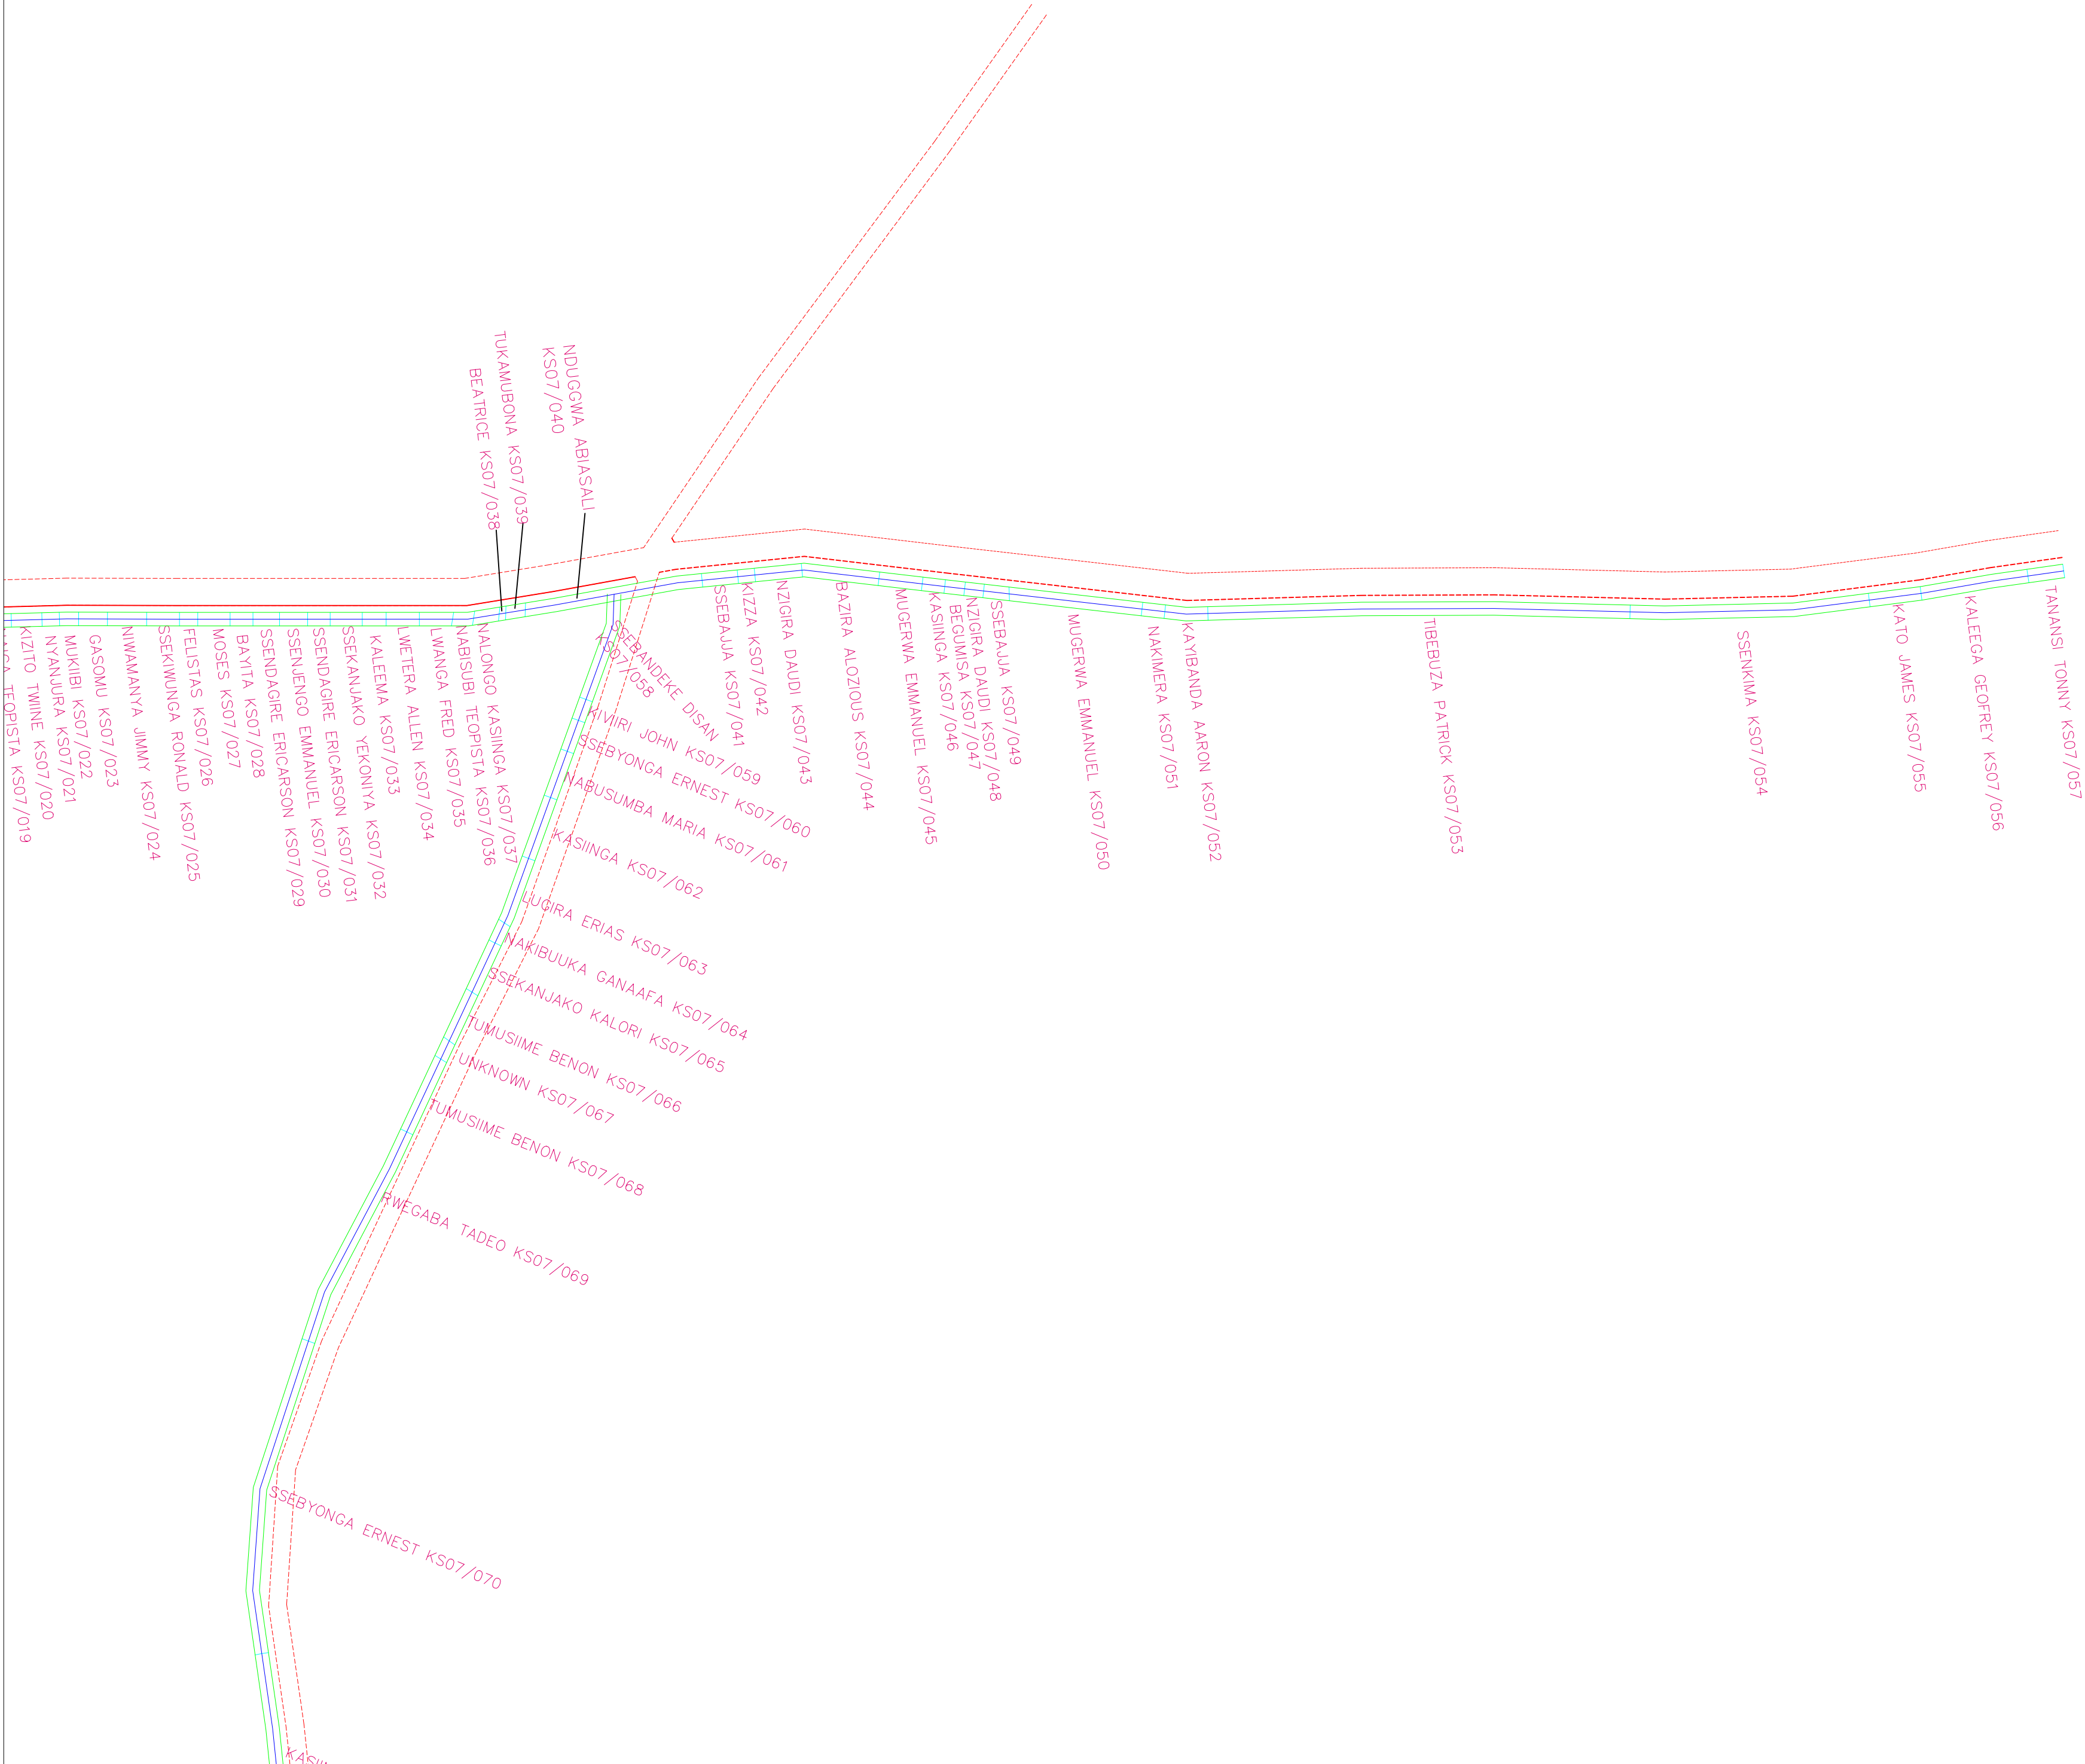 BEATRICE KS07/038
TUKAMUBONA KS07/039
NDUGGWA ABIASALI
KS07/040
TEOPISTA KS07/019
KIZITO TWIINE KS07/020
NYANJURA KS07/021
MUKIIBI KS07/022
GASOMU KS07/023
NIWAMANYA JIMMY KS07/024
SSEKIWUNGA RONALD KS07/025
FELISTAS KS07/026
MOSES KS07/027
BAYITA KS07/028
SSENDAGIRE ERICARSON KS07/029
SSENJENGO EMMANUEL KS07/030
SSENDAGIRE ERICARSON KS07/031
SSEKANJAKO YEKONIYA KS07/032
KALEEMA KS07/033
LWETERA ALLEN KS07/034
LWANGA FRED KS07/035
NABISUBI TEOPISTA KS07/036
NALONGO KASIINGA KS07/037
SSEBANDEKE DISAN
KS07/058
SSEBAJJA KS07/041
KIZZA KS07/042
NZIGIRA DAUDI KS07/043
BAZIRA ALOZIOUS KS07/044
MUGERWA EMMANUEL KS07/045
KASIINGA KS07/046
BEGUMISA KS07/047
NZIGIRA DAUDI KS07/048
SSEBAJJA KS07/049
MUGERWA EMMANUEL KS07/050
NAKIMERA KS07/051
KAYIBANDA AARON KS07/052
TIBEBUZA PATRICK KS07/053
SSENKIMA KS07/054
KATO JAMES KS07/055
KALEEGA GEOFREY KS07/056
TANANSI TONNY KS07/057
KIVIIRI JOHN KS07/059
SSEBYONGA ERNEST KS07/060
NABUSUMBA MARIA KS07/061
KASIINGA KS07/062
LUGIRA ERIAS KS07/063
NAKIBUUKA GANAAFA KS07/064
SSEKANJAKO KALORI KS07/065
TUMUSIIME BENON KS07/066
UNKNOWN KS07/067
TUMUSIIME BENON KS07/068
RWEGABA TADEO KS07/069
SSEBYONGA ERNEST KS07/070